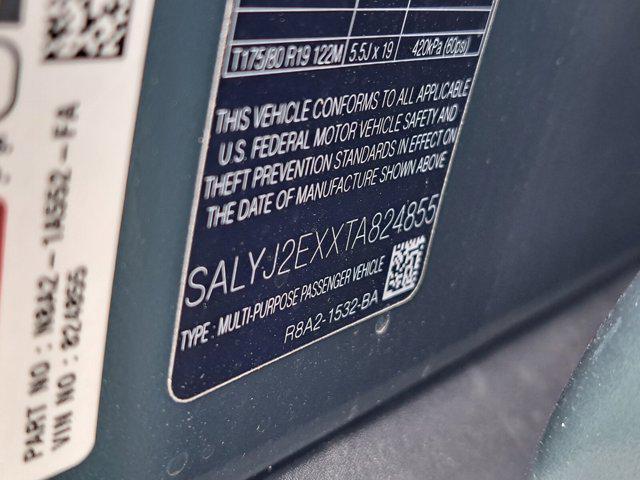 T175/80 R19 122M 5.5J x 19 420kPa (60psi)
THIS VEHICLE CONFORMS TO ALL APPLICABLE
U.S. FEDERAL MOTOR VEHICLE SAFETY AND
THEFT PREVENTION STANDARDS IN EFFECT ON
THE DATE OF MANUFACTURE SHOWN ABOVE
SALYJ2EXXTA824855
TYPE : MULTI-PURPOSE PASSENGER VEHICLE
R8A2-1532-BA
PART NO : N8A2-1A552-FA
VIN NO : 824855